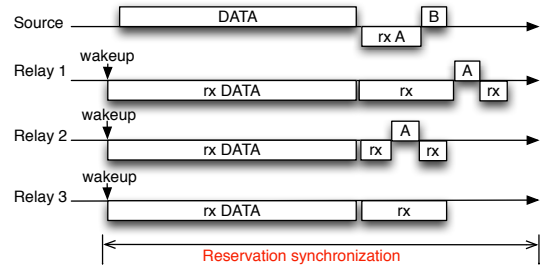 Source DATA rx A B
wakeup
Relay 1 rx DATA rx A rx
wakeup
Relay 2 rx DATA rx A rx
wakeup
Relay 3 rx DATA rx
Reservation synchronization